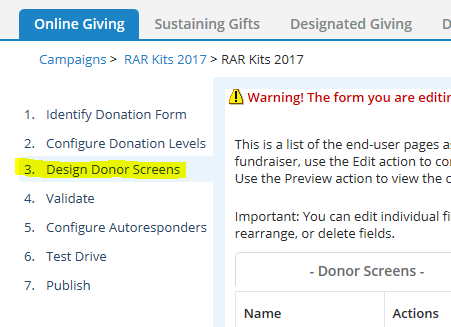 Online Giving Sustaining Gifts Designated Giving
Campaigns > RAR Kits 2017 > RAR Kits 2017
1. Identify Donation Form
2. Configure Donation Levels
3. Design Donor Screens
4. Validate
5. Configure Autoresponders
6. Test Drive
7. Publish
Warning! The form you are editin
This is a list of the end-user pages a
fundraiser, use the Edit action to co
Use the Preview action to view the c
Important: You can edit individual fi
rearrange, or delete fields.
- Donor Screens -
Name Actions